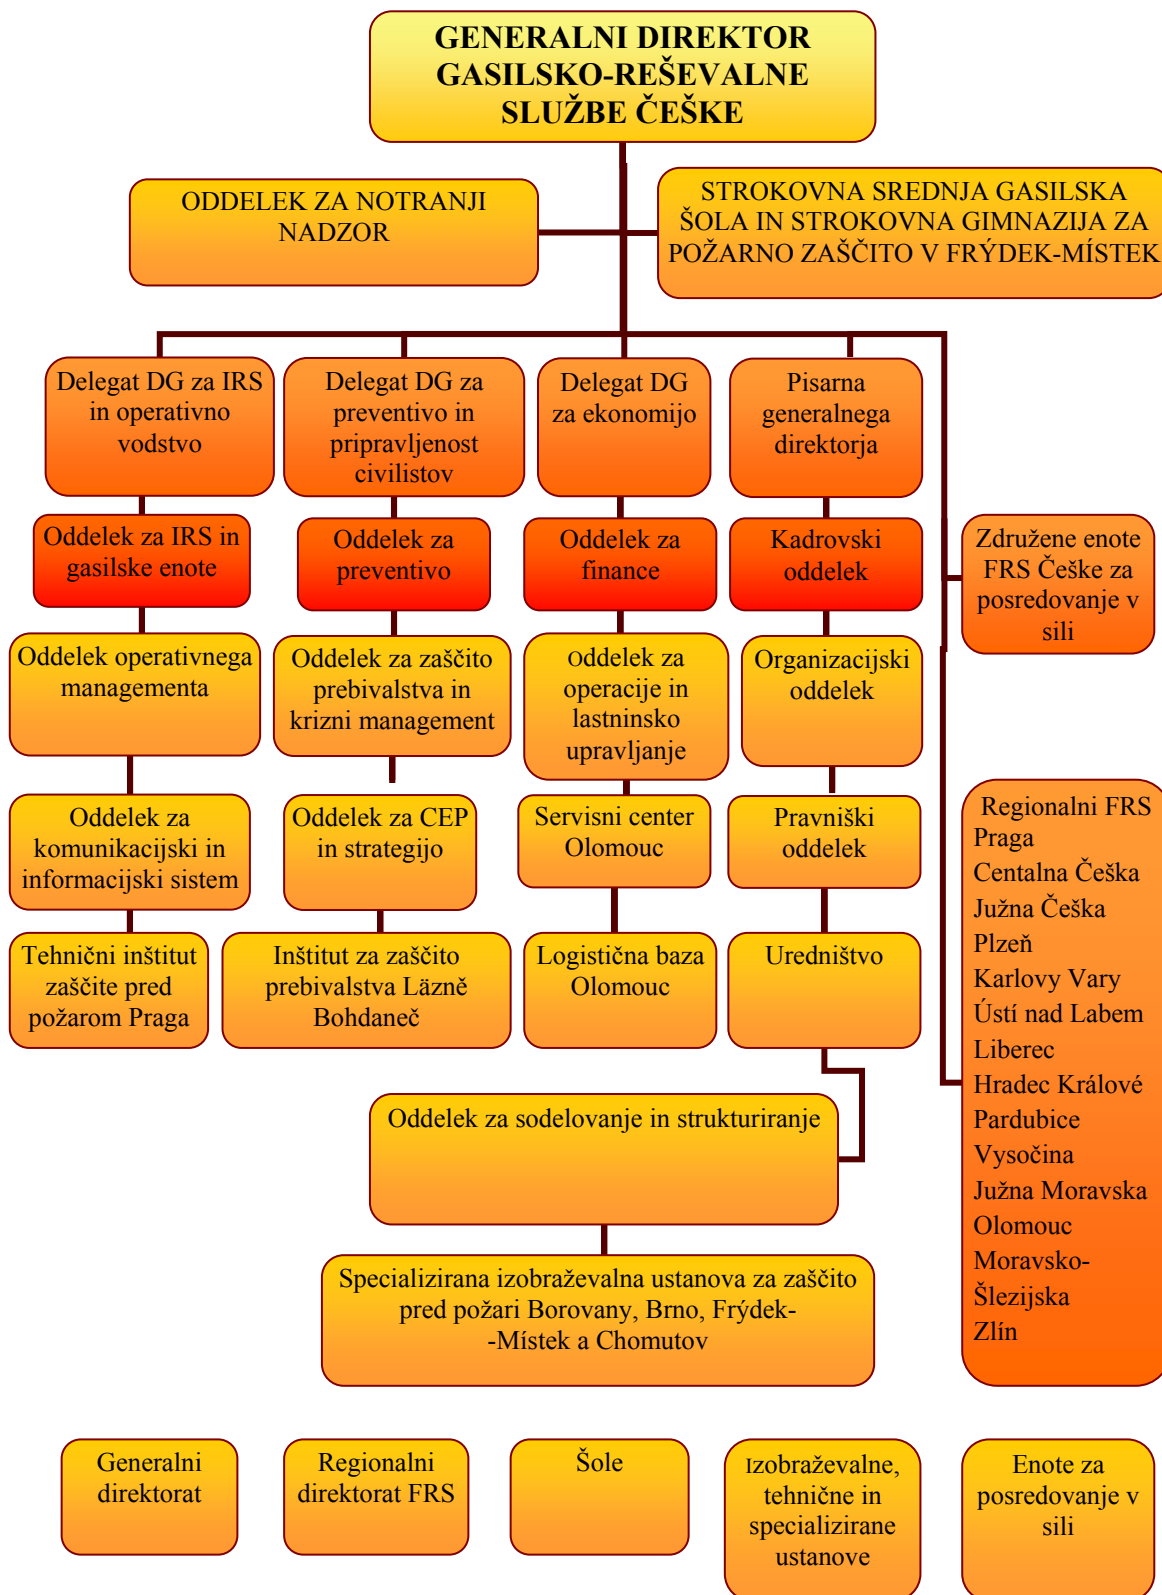 GENERALNI DIREKTOR
GASILSKO-REŠEVALNE
SLUŽBE ČEŠKE
ODDELEK ZA NOTRANJI
NADZOR
STROKOVNA SREDNJA GASILSKA
ŠOLA IN STROKOVNA GIMNAZIJA ZA
POŽARNO ZAŠČITO V FRÝDEK-MÍSTEK
Delegat DG za IRS
in operativno
vodstvo
Delegat DG za
preventivo in
pripravljenost
civilistov
Delegat DG
za ekonomijo
Pisarna
generalnega
direktorja
Oddelek za IRS in
gasilske enote
Oddelek za
preventivo
Oddelek za
finance
Kadrovski
oddelek
Združene enote
FRS Češke za
posredovanje v
sili
Oddelek operativnega
managementa
Oddelek za zaščito
prebivalstva in
krizni management
Oddelek za
operacije in
lastninsko
upravljanje
Organizacijski
oddelek
Oddelek za
komunikacijski in
informacijski sistem
Oddelek za CEP
in strategijo
Servisni center
Olomouc
Pravniški
oddelek
Regionalni FRS
Praga
Centalna Češka
Južna Češka
Plzeň
Karlovy Vary
Ústí nad Labem
Liberec
Hradec Králové
Pardubice
Vysočina
Južna Moravska
Olomouc
Moravsko-
Šlezijska
Zlín
Tehnični inštitut
zaščite pred
požarom Praga
Inštitut za zaščito
prebivalstva Läzně
Bohdaneč
Logistična baza
Olomouc
Uredništvo
Oddelek za sodelovanje in strukturiranje
Specializirana izobraževalna ustanova za zaščito
pred požari Borovany, Brno, Frýdek-
-Místek a Chomutov
Generalni
direktorat
Regionalni
direktorat FRS
Šole
Izobraževalne,
tehnične in
specializirane
ustanove
Enote za
posredovanje v
sili